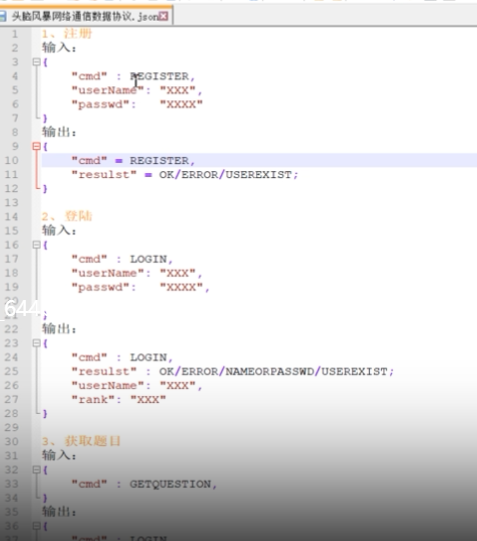 头脑风暴网络通信数据协议.json
1 1、注册
2 输入:
3 {
4 "cmd" : REGISTER,
5 "userName": "XXX",
6 "passwd": "XXXX"
7 }
8 输出:
9 {
10 "cmd" = REGISTER,
11 "resulst" = OK/ERROR/USEREXIST;
12 }
13
14 2、登陆
15 输入:
16 {
17 "cmd" : LOGIN,
18 "userName": "XXX",
19 "passwd": "XXXX",
_644
22 输出:
23 {
24 "cmd" : LOGIN,
25 "resulst" : OK/ERROR/NAMEORPASSWD/USEREXIST;
26 "userName": "XXX",
27 "rank": "XXX"
28 }
29
30 3、获取题目
31 输入:
32 {
33 "cmd" : GETQUESTION,
34 }
35 输出:
36 {
"cmd" : LOGIN